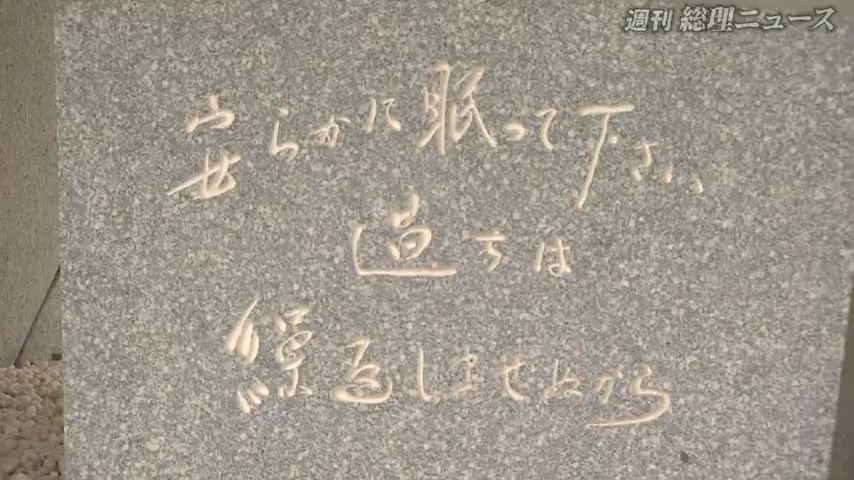 週刊 総理ニュース
安らかに眠って下さい
過ちは
繰返しませぬから